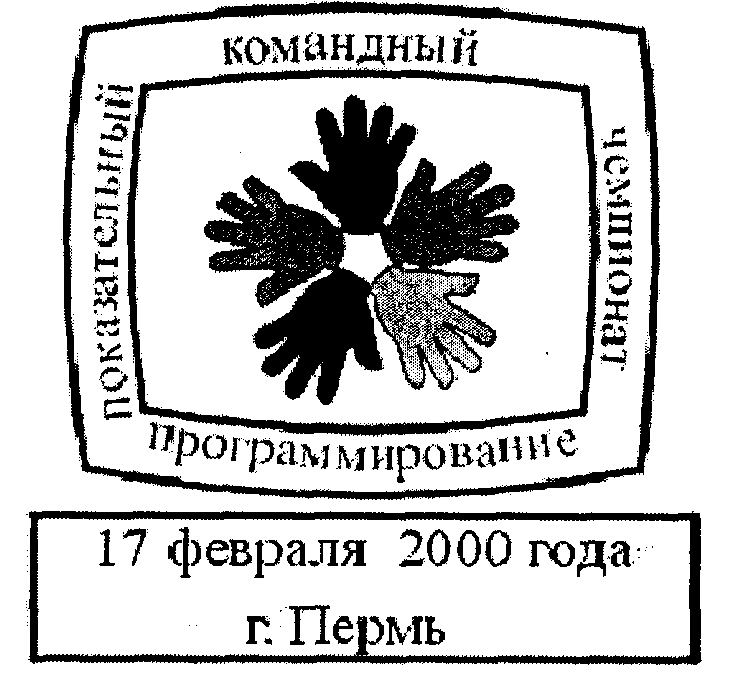 показательный
командный
чемпионат
программирование
17 февраля 2000 года
г. Пермь